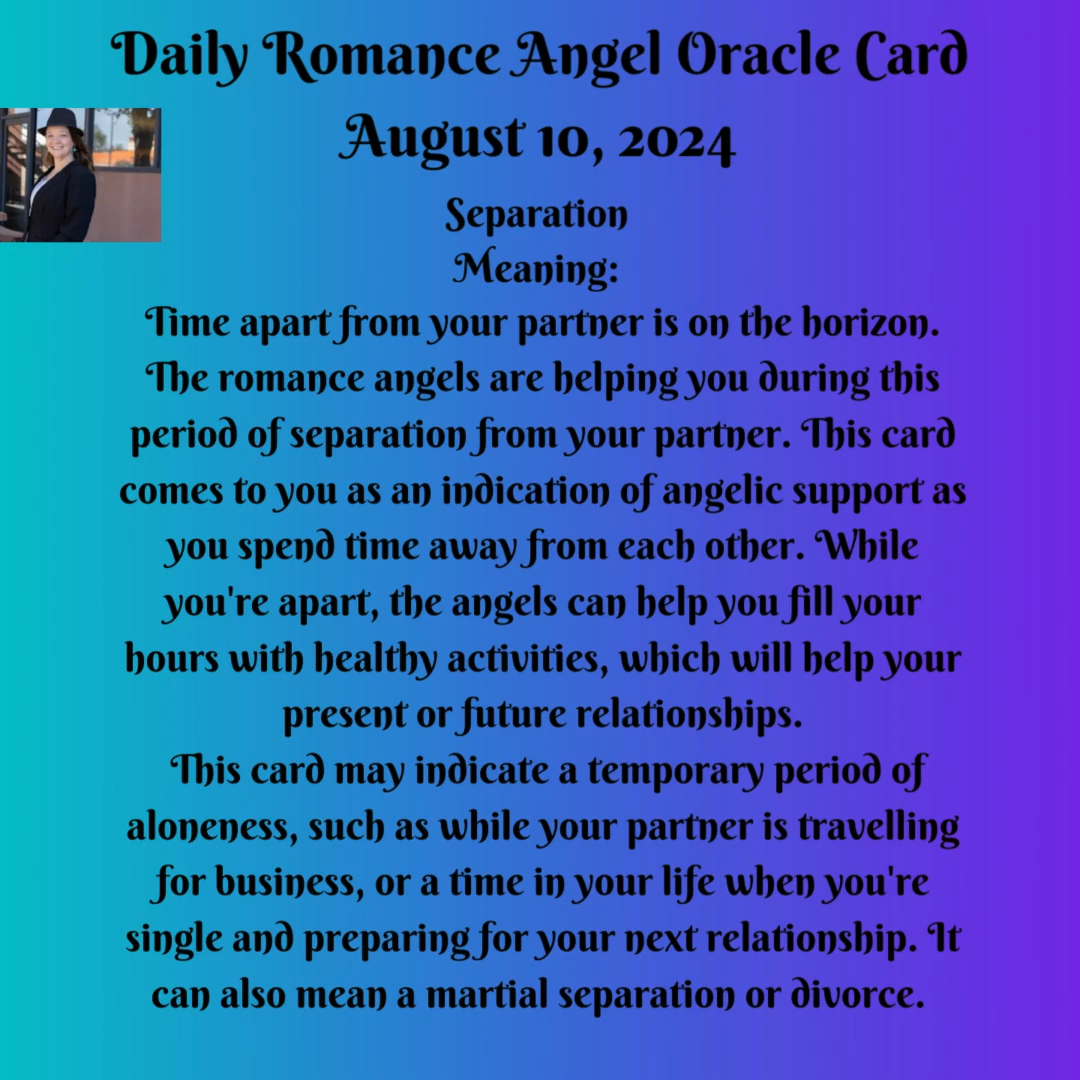 Daily Romance Angel Oracle Card
August 10, 2024
Separation
Meaning:
Time apart from your partner is on the horizon.
The romance angels are helping you during this
period of separation from your partner. This card
comes to you as an indication of angelic support as
you spend time away from each other. While
you're apart, the angels can help you fill your
hours with healthy activities, which will help your
present or future relationships.
This card may indicate a temporary period of
aloneness, such as while your partner is travelling
for business, or a time in your life when you're
single and preparing for your next relationship. It
can also mean a martial separation or divorce.